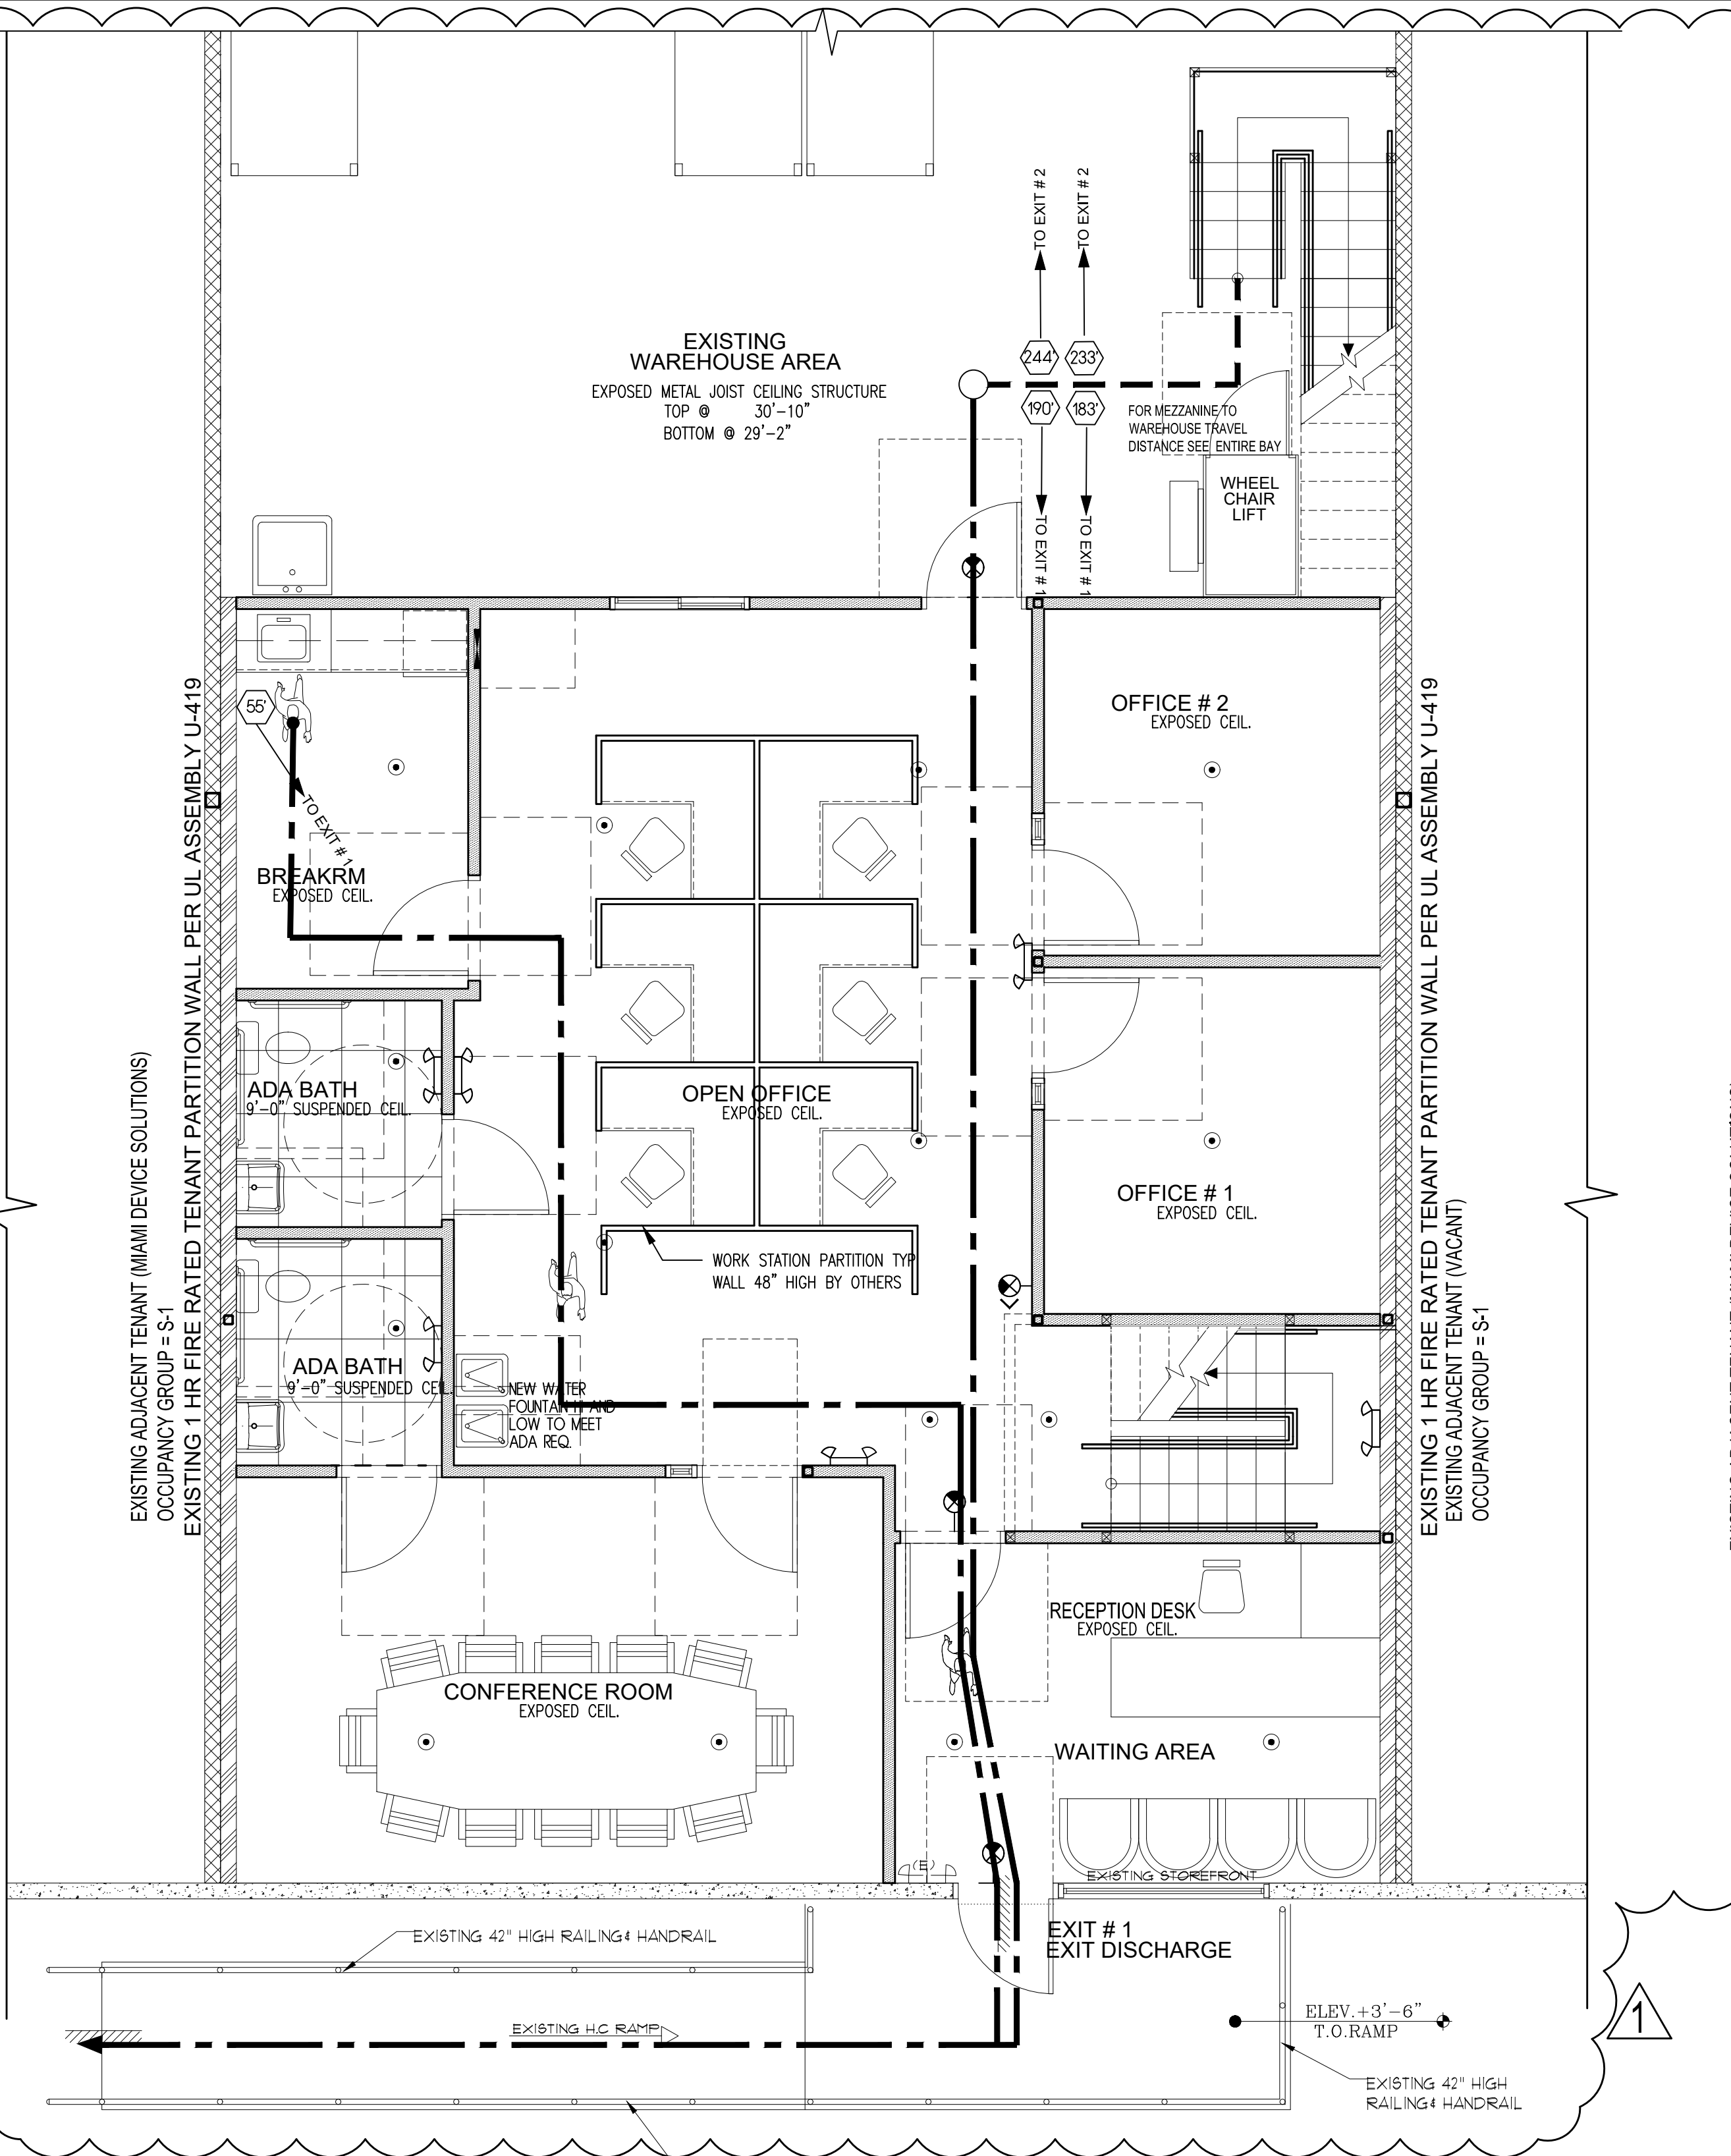 TO EXIT # 2
TO EXIT # 2
EXISTING
WAREHOUSE AREA
EXPOSED METAL JOIST CEILING STRUCTURE
TOP @ 30'-10"
BOTTOM @ 29'-2"
244'
233'
190'
183'
FOR MEZZANINE TO
WAREHOUSE TRAVEL
DISTANCE SEE ENTIRE BAY
WHEEL
CHAIR
LIFT
TO EXIT # 1
TO EXIT # 1
55'
TO EXIT # 1
BREAKRM
EXPOSED CEIL.
OFFICE # 2
EXPOSED CEIL.
EXISTING ADJACENT TENANT (MIAMI DEVICE SOLUTIONS)
OCCUPANCY GROUP = S-1
EXISTING 1 HR FIRE RATED TENANT PARTITION WALL PER UL ASSEMBLY U-419
ADA BATH
9'-0" SUSPENDED CEIL.
OPEN OFFICE
EXPOSED CEIL.
OFFICE # 1
EXPOSED CEIL.
EXISTING 1 HR FIRE RATED TENANT PARTITION WALL PER UL ASSEMBLY U-419
EXISTING ADJACENT TENANT (VACANT)
OCCUPANCY GROUP = S-1
WORK STATION PARTITION TYP
WALL 48" HIGH BY OTHERS
ADA BATH
9'-0" SUSPENDED CEIL.
NEW WATER
FOUNTAIN H AND
LOW TO MEET
ADA REQ.
RECEPTION DESK
EXPOSED CEIL.
CONFERENCE ROOM
EXPOSED CEIL.
WAITING AREA
(E)
EXISTING STOREFRONT
EXISTING 42" HIGH RAILING & HANDRAIL
EXIT # 1
EXIT DISCHARGE
EXISTING H.C RAMP
ELEV.+3'-6"
T.O.RAMP
1
EXISTING 42" HIGH
RAILING & HANDRAIL